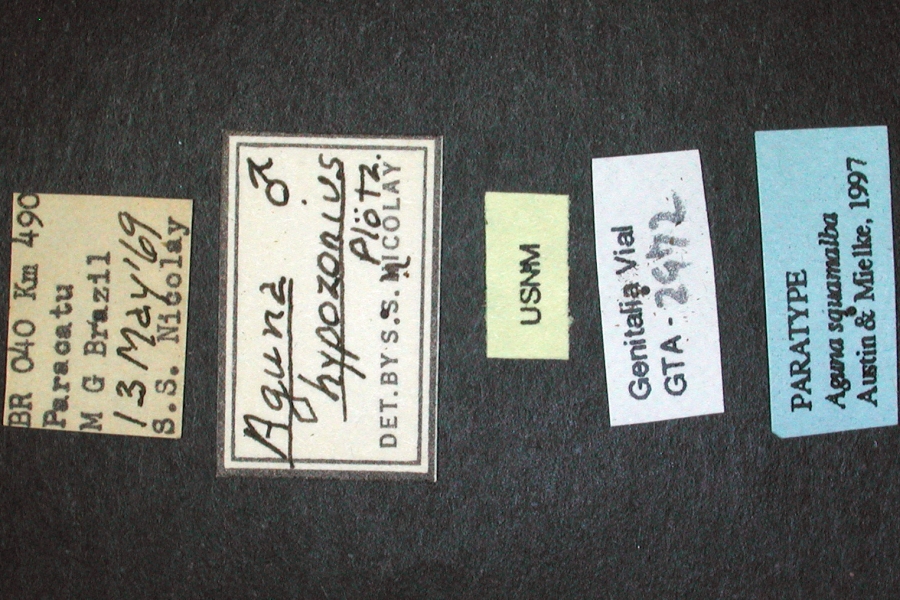 BR 040 Km 490
Paracatu
M G Brazil
13 May '69
S.S. Nicolay
Aguna ♂
hypozonius
Plötz.
DET. BY S.S. NICOLAY
USNM
Genitalia Vial
GTA - 2472
PARATYPE
Aguna squamalba
Austin & Mielke, 1997